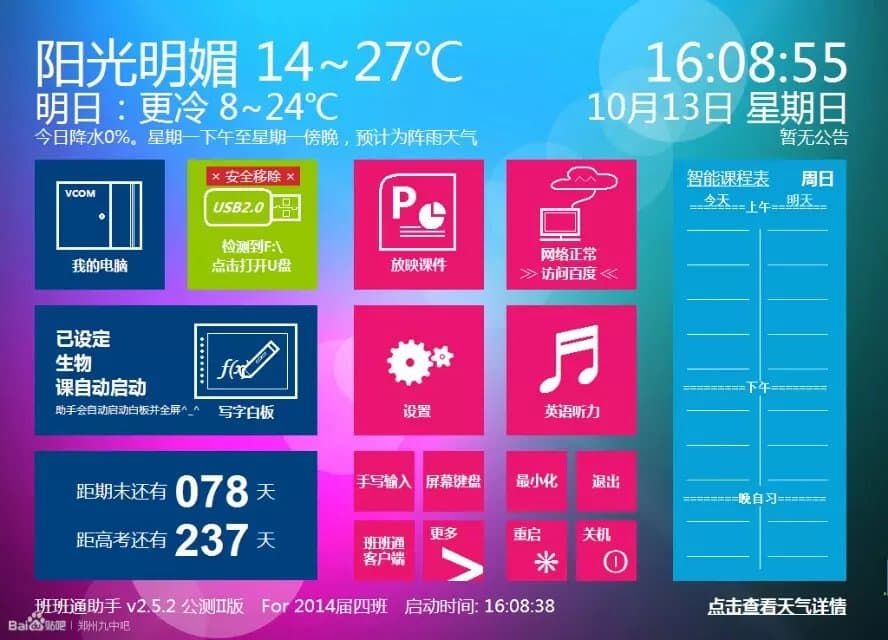 阳光明媚 14~27℃
明日：更冷 8~24℃
今日降水0%。星期一下午至星期一傍晚，预计为阵雨天气
16:08:55
10月13日 星期日
暂无公告
VCOM
我的电脑
× 安全移除 ×
USB2.0
检测到F:\
点击打开U盘
P
放映课件
网络正常
>> 访问百度 <<
智能课程表 周日
今天 明天
========上午========
=========下午========
========晚自习=======
已设定
生物
课自动启动
助手会自动启动白板并全屏^_^
f(x)
写字白板
设置
英语听力
距期末还有 078 天
距高考还有 237 天
手写输入
屏幕键盘
最小化
退出
班班通
客户端
更多
重启
关机
班班通助手 v2.5.2 公测II版 For 2014届四班 启动时间: 16:08:38
点击查看天气详情
Bai贴吧 | 郑州九中吧